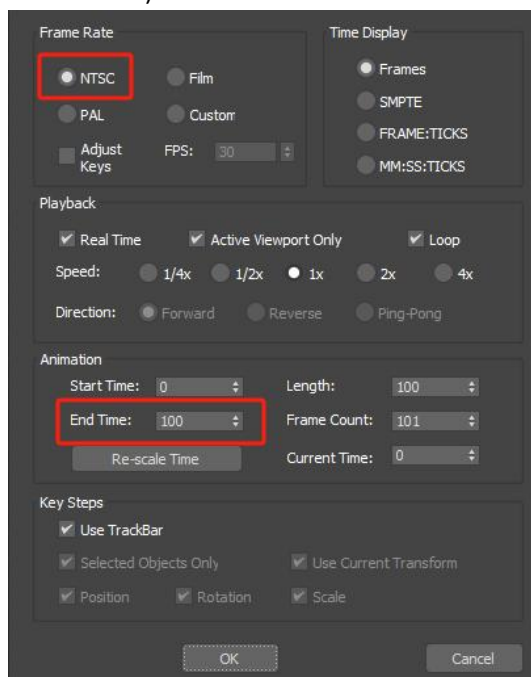 Frame Rate
Time Display
NTSC
Film
PAL
Custom
Adjust Keys
FPS: 30
Frames
SMPTE
FRAME:TICKS
MM:SS:TICKS
Playback
Real Time
Active Viewport Only
Loop
Speed: 1/4x 1/2x 1x 2x 4x
Direction: Forward Reverse Ping-Pong
Animation
Start Time: 0
Length: 100
End Time: 100
Frame Count: 101
Re-scale Time
Current Time: 0
Key Steps
Use TrackBar
Selected Objects Only
Use Current Transform
Position
Rotation
Scale
OK
Cancel